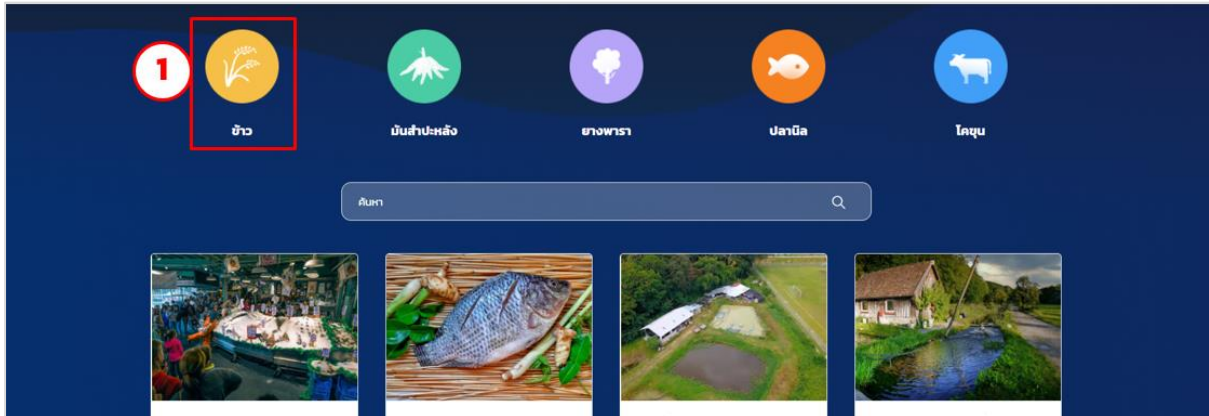 1
ข้าว
มันสำปะหลัง
ยางพารา
ปลานิล
โคขุน
ค้นหา